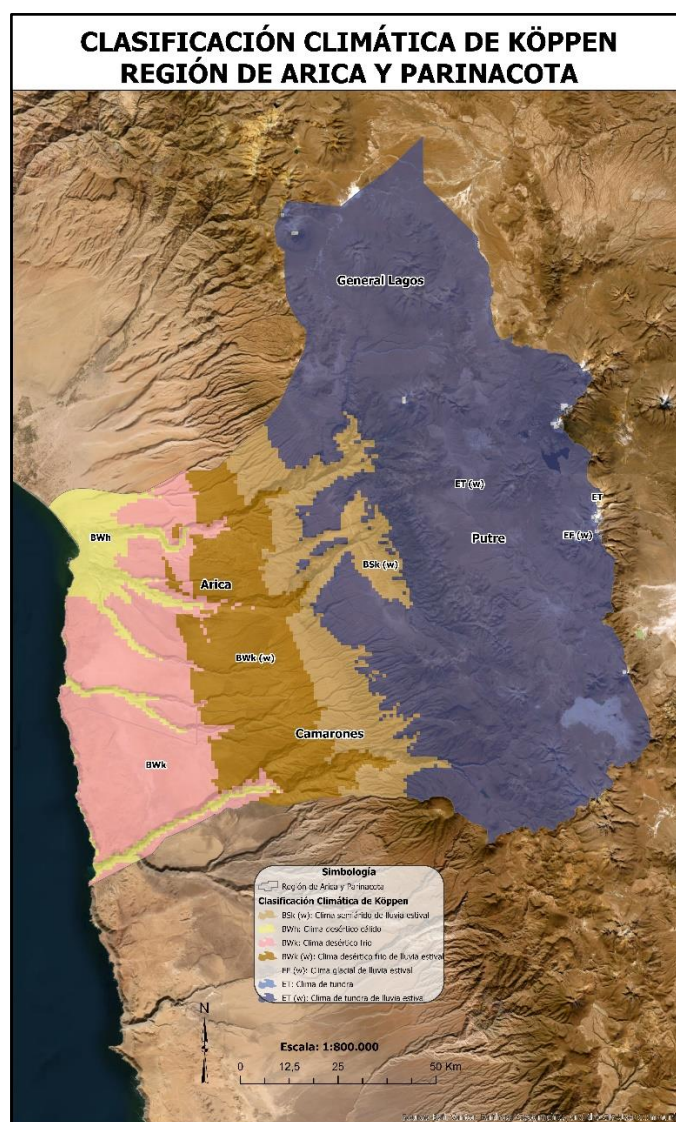 CLASIFICACIÓN CLIMÁTICA DE KÖPPEN
REGIÓN DE ARICA Y PARINACOTA
General Lagos
ET (w)
ET
Putre
EF (w)
BWh
BSk (w)
Arica
BWk (w)
Camarones
BWk
Simbología
Región de Arica y Parinacota
Clasificación Climática de Köppen
BSk (w): Clima semiárido de lluvia estival
BWh: Clima desértico cálido
BWk: Clima desértico frío
BWk (w): Clima desértico frío de lluvia estival
EF (w): Clima glacial de lluvia estival
ET: Clima de tundra
ET (w): Clima de tundra de lluvia estival
N
Escala: 1:800.000
0 12,5 25 50 Km